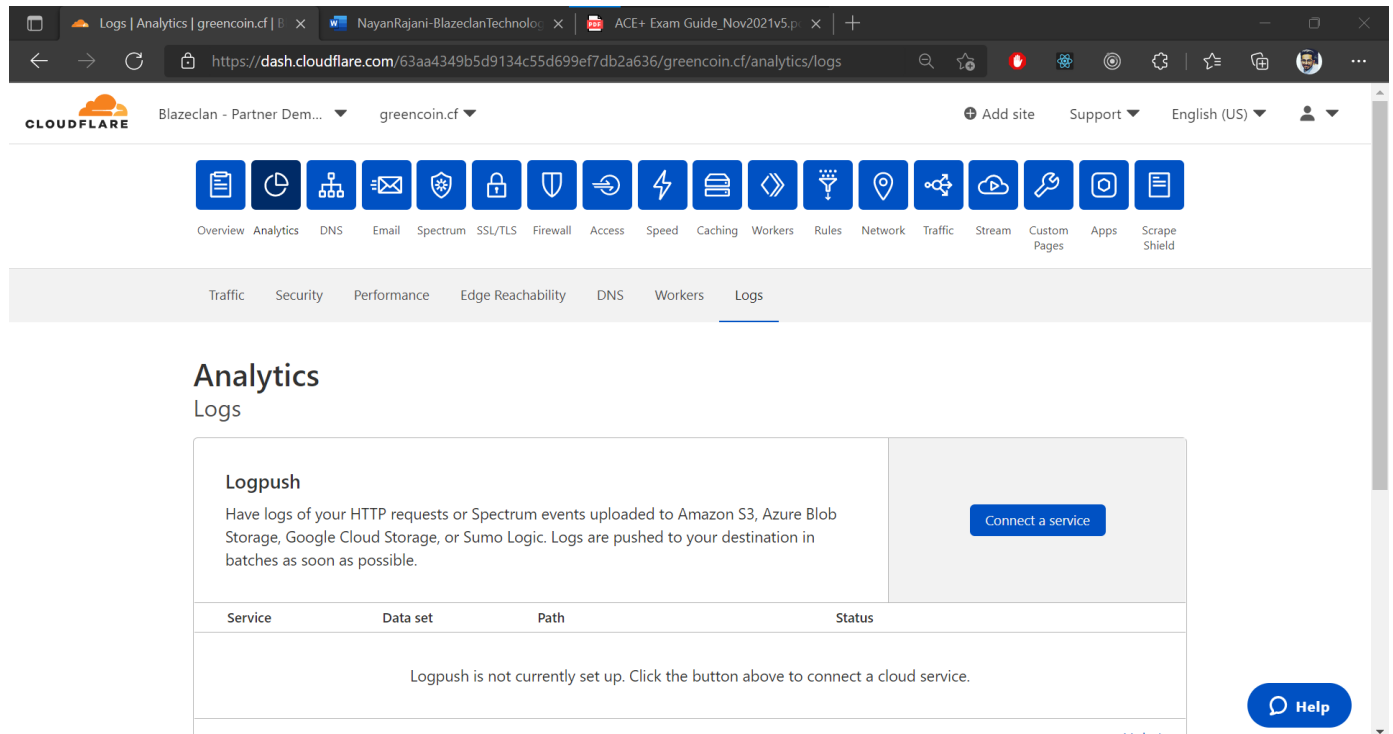 Logs | Analytics | greencoin.cf | B
NayanRajani-BlazeclanTechnolog
ACE+ Exam Guide_Nov2021v5.p
https://dash.cloudflare.com/63aa4349b5d9134c55d699ef7db2a636/greencoin.cf/analytics/logs
CLOUDFLARE
Blazeclan - Partner Dem...
greencoin.cf
Add site
Support
English (US)
Overview Analytics DNS Email Spectrum SSL/TLS Firewall Access Speed Caching Workers Rules Network Traffic Stream Custom Pages Apps Scrape Shield
Traffic Security Performance Edge Reachability DNS Workers Logs
Analytics
Logs
Logpush
Have logs of your HTTP requests or Spectrum events uploaded to Amazon S3, Azure Blob
Storage, Google Cloud Storage, or Sumo Logic. Logs are pushed to your destination in
batches as soon as possible.
Connect a service
Service Data set Path Status
Logpush is not currently set up. Click the button above to connect a cloud service.
Help